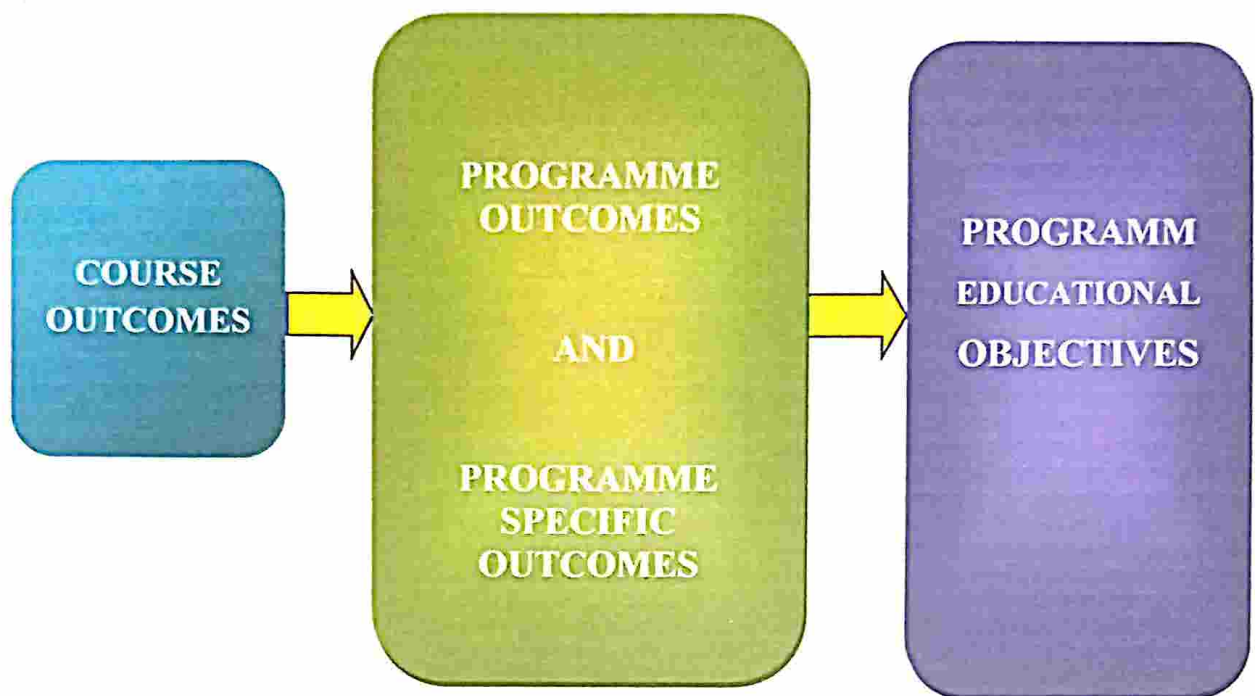 COURSE
OUTCOMES
PROGRAMME
OUTCOMES
AND
PROGRAMME
SPECIFIC
OUTCOMES
PROGRAMM
EDUCATIONAL
OBJECTIVES